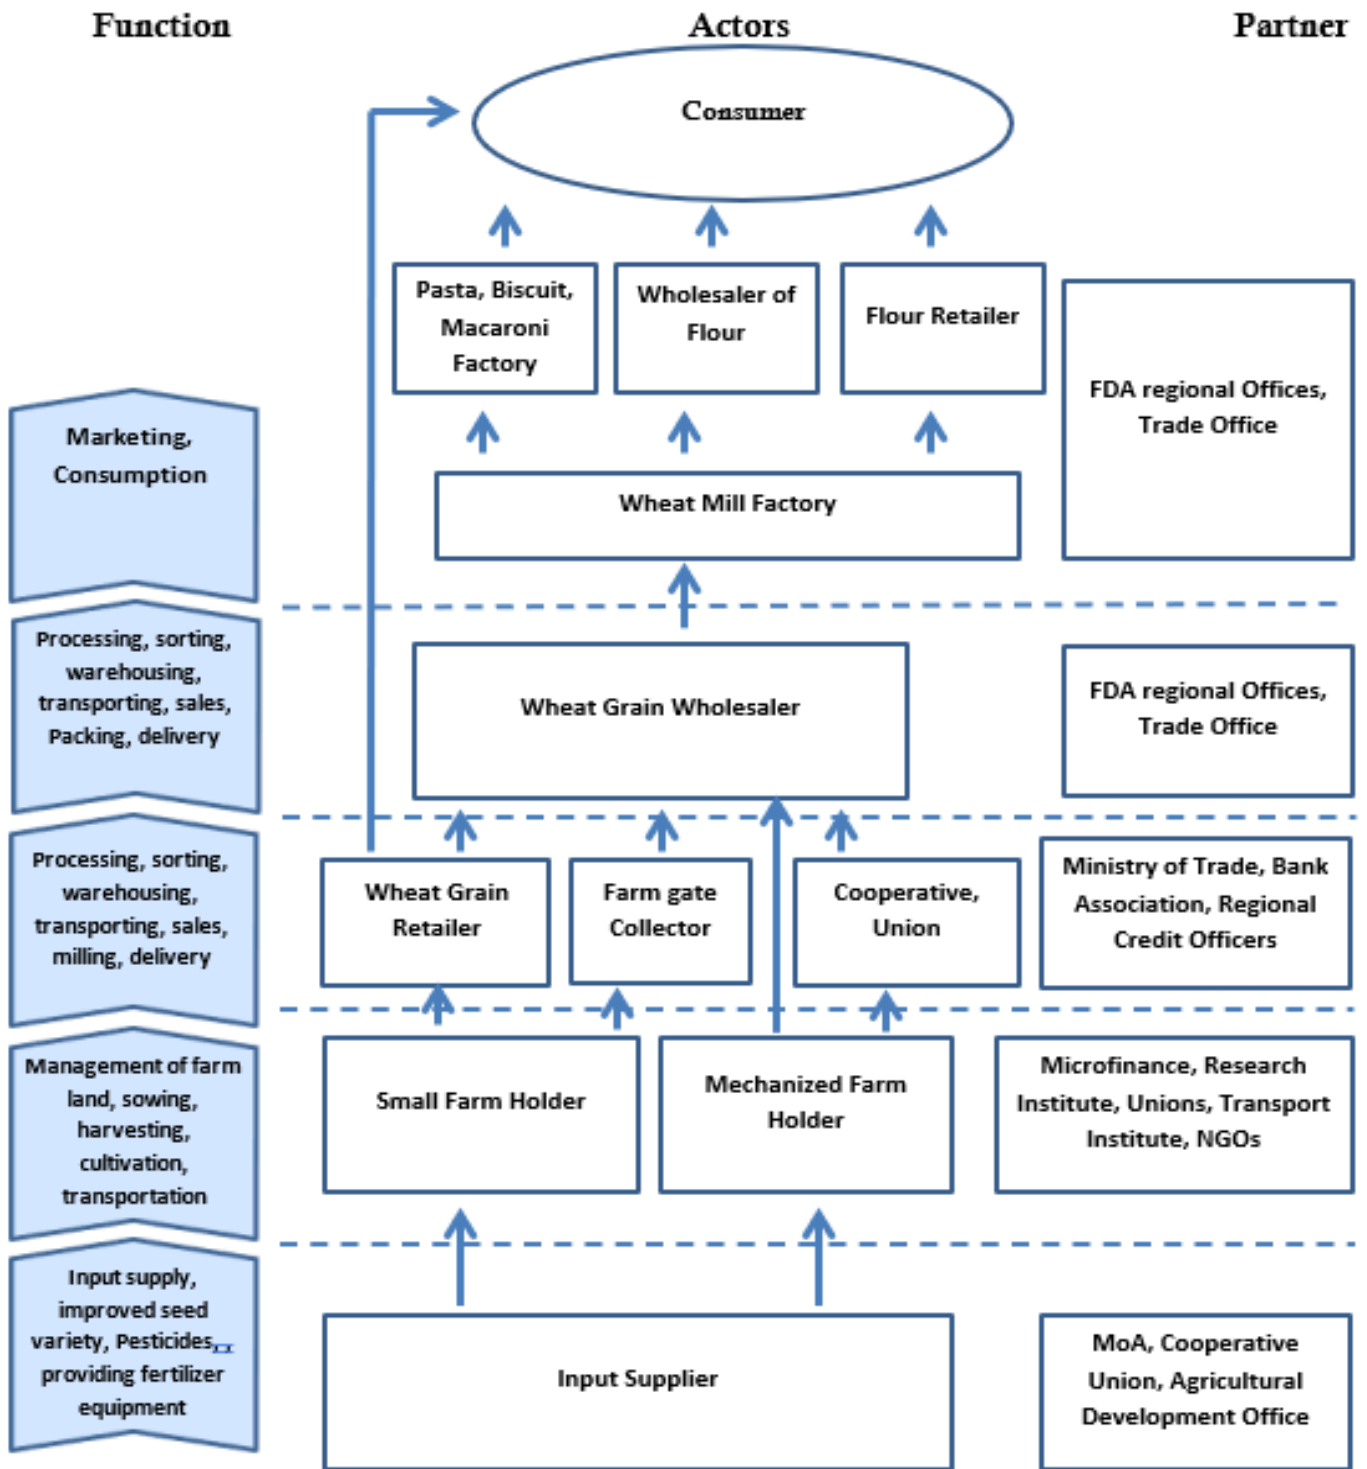 Function
Actors
Partner
Consumer
Pasta, Biscuit,
Macaroni
Factory
Wholesaler of
Flour
Flour Retailer
FDA regional Offices,
Trade Office
Marketing,
Consumption
Wheat Mill Factory
Processing, sorting,
warehousing,
transporting, sales,
Packing, delivery
Wheat Grain Wholesaler
FDA regional Offices,
Trade Office
Processing, sorting,
warehousing,
transporting, sales,
milling, delivery
Wheat Grain
Retailer
Farm gate
Collector
Cooperative,
Union
Ministry of Trade, Bank
Association, Regional
Credit Officers
Management of farm
land, sowing,
harvesting,
cultivation,
transportation
Small Farm Holder
Mechanized Farm
Holder
Microfinance, Research
Institute, Unions, Transport
Institute, NGOs
Input supply,
improved seed
variety, Pesticides,,
providing fertilizer
equipment
Input Supplier
MoA, Cooperative
Union, Agricultural
Development Office